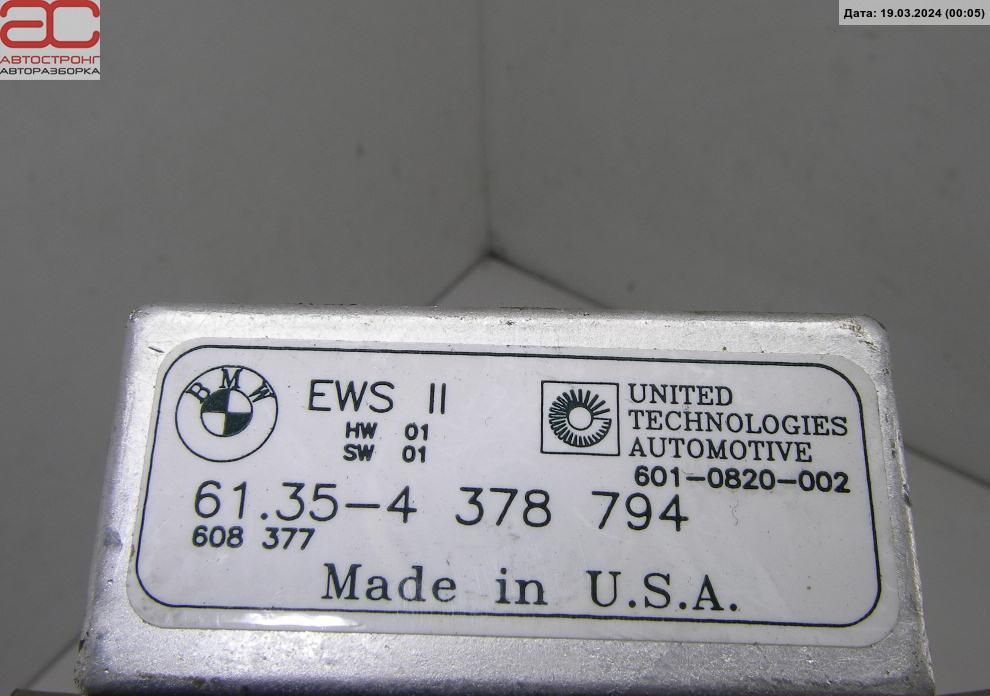 Дата: 19.03.2024 (00:05)
ас
АВТОСТРОНГ
АВТОРАЗБОРКА
BMW
EWS II
HW 01
SW 01
UNITED
TECHNOLOGIES
AUTOMOTIVE
601-0820-002
61.35-4 378 794
608 377
Made in U.S.A.